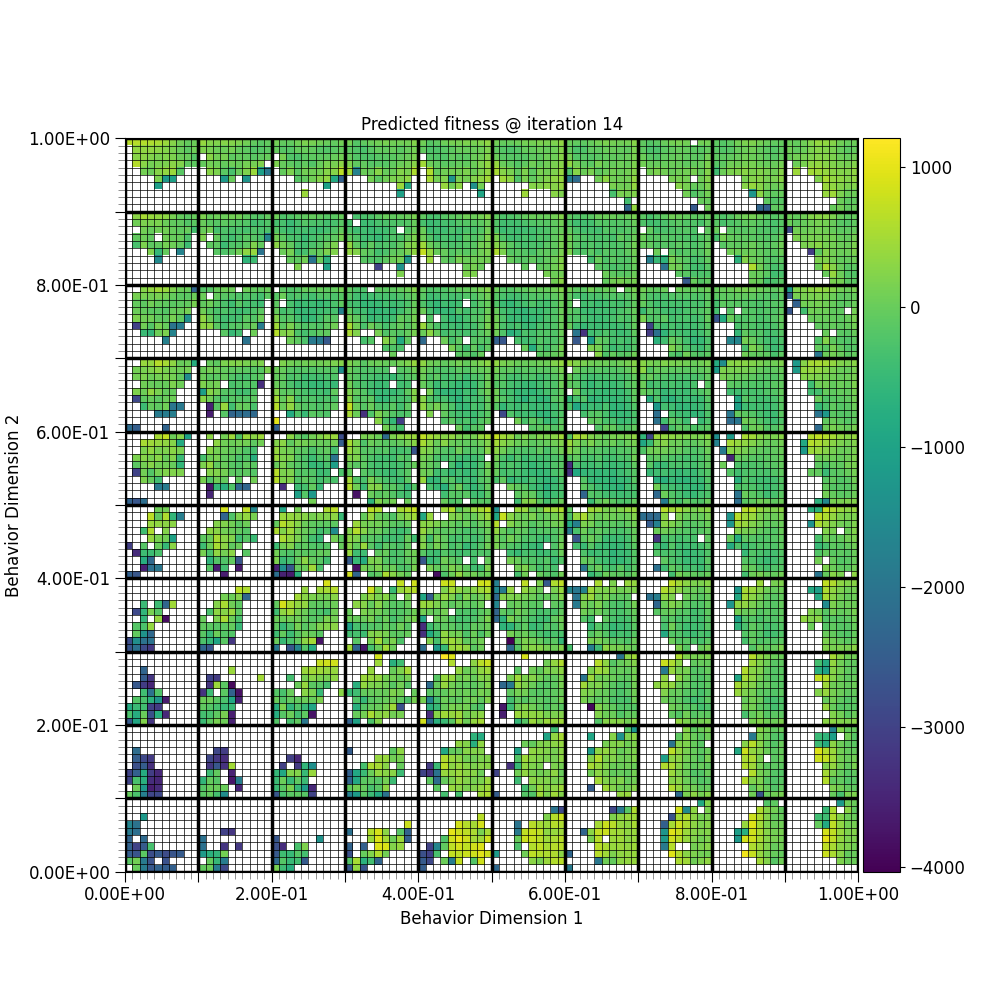 Predicted fitness @ iteration 14
1.00E+00
8.00E-01
6.00E-01
4.00E-01
2.00E-01
0.00E+00
Behavior Dimension 2
0.00E+00 2.00E-01 4.00E-01 6.00E-01 8.00E-01 1.00E+00
Behavior Dimension 1
1000
0
−1000
−2000
−3000
−4000